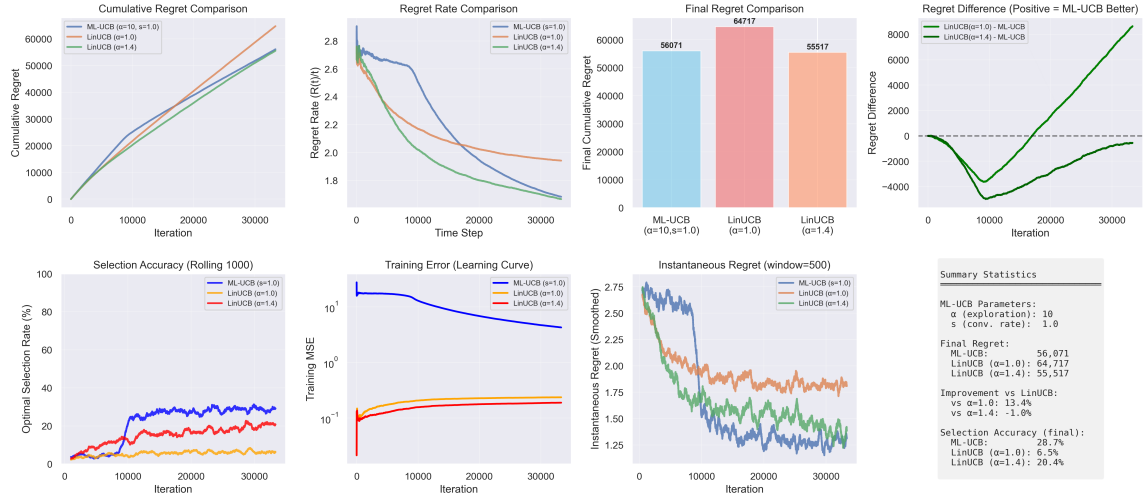 Cumulative Regret Comparison
ML-UCB (α=10, s=1.0)
LinUCB (α=1.0)
LinUCB (α=1.4)
Cumulative Regret
60000
50000
40000
30000
20000
10000
0
0
10000
20000
30000
Iteration
Regret Rate Comparison
ML-UCB (s=1.0)
LinUCB (α=1.0)
LinUCB (α=1.4)
Regret Rate (R(t)/t)
2.8
2.6
2.4
2.2
2.0
1.8
0
10000
20000
30000
Time Step
Final Regret Comparison
56071
64717
55517
Final Cumulative Regret
60000
50000
40000
30000
20000
10000
0
ML-UCB
(α=10,s=1.0)
LinUCB
(α=1.0)
LinUCB
(α=1.4)
Regret Difference (Positive = ML-UCB Better)
LinUCB(α=1.0) - ML-UCB
LinUCB(α=1.4) - ML-UCB
Regret Difference
8000
6000
4000
2000
0
−2000
−4000
0
10000
20000
30000
Iteration
Selection Accuracy (Rolling 1000)
ML-UCB (s=1.0)
LinUCB (α=1.0)
LinUCB (α=1.4)
Optimal Selection Rate (%)
100
80
60
40
20
0
0
10000
20000
30000
Iteration
Training Error (Learning Curve)
ML-UCB (s=1.0)
LinUCB (α=1.0)
LinUCB (α=1.4)
Training MSE
10¹
10⁰
10⁻¹
0
10000
20000
30000
Iteration
Instantaneous Regret (window=500)
ML-UCB (s=1.0)
LinUCB (α=1.0)
LinUCB (α=1.4)
Instantaneous Regret (Smoothed)
2.75
2.50
2.25
2.00
1.75
1.50
1.25
0
10000
20000
30000
Iteration
Summary Statistics
ML-UCB Parameters:
α (exploration): 10
s (conv. rate): 1.0
Final Regret:
ML-UCB: 56,071
LinUCB (α=1.0): 64,717
LinUCB (α=1.4): 55,517
Improvement vs LinUCB:
vs α=1.0: 13.4%
vs α=1.4: -1.0%
Selection Accuracy (final):
ML-UCB: 28.7%
LinUCB (α=1.0): 6.5%
LinUCB (α=1.4): 20.4%